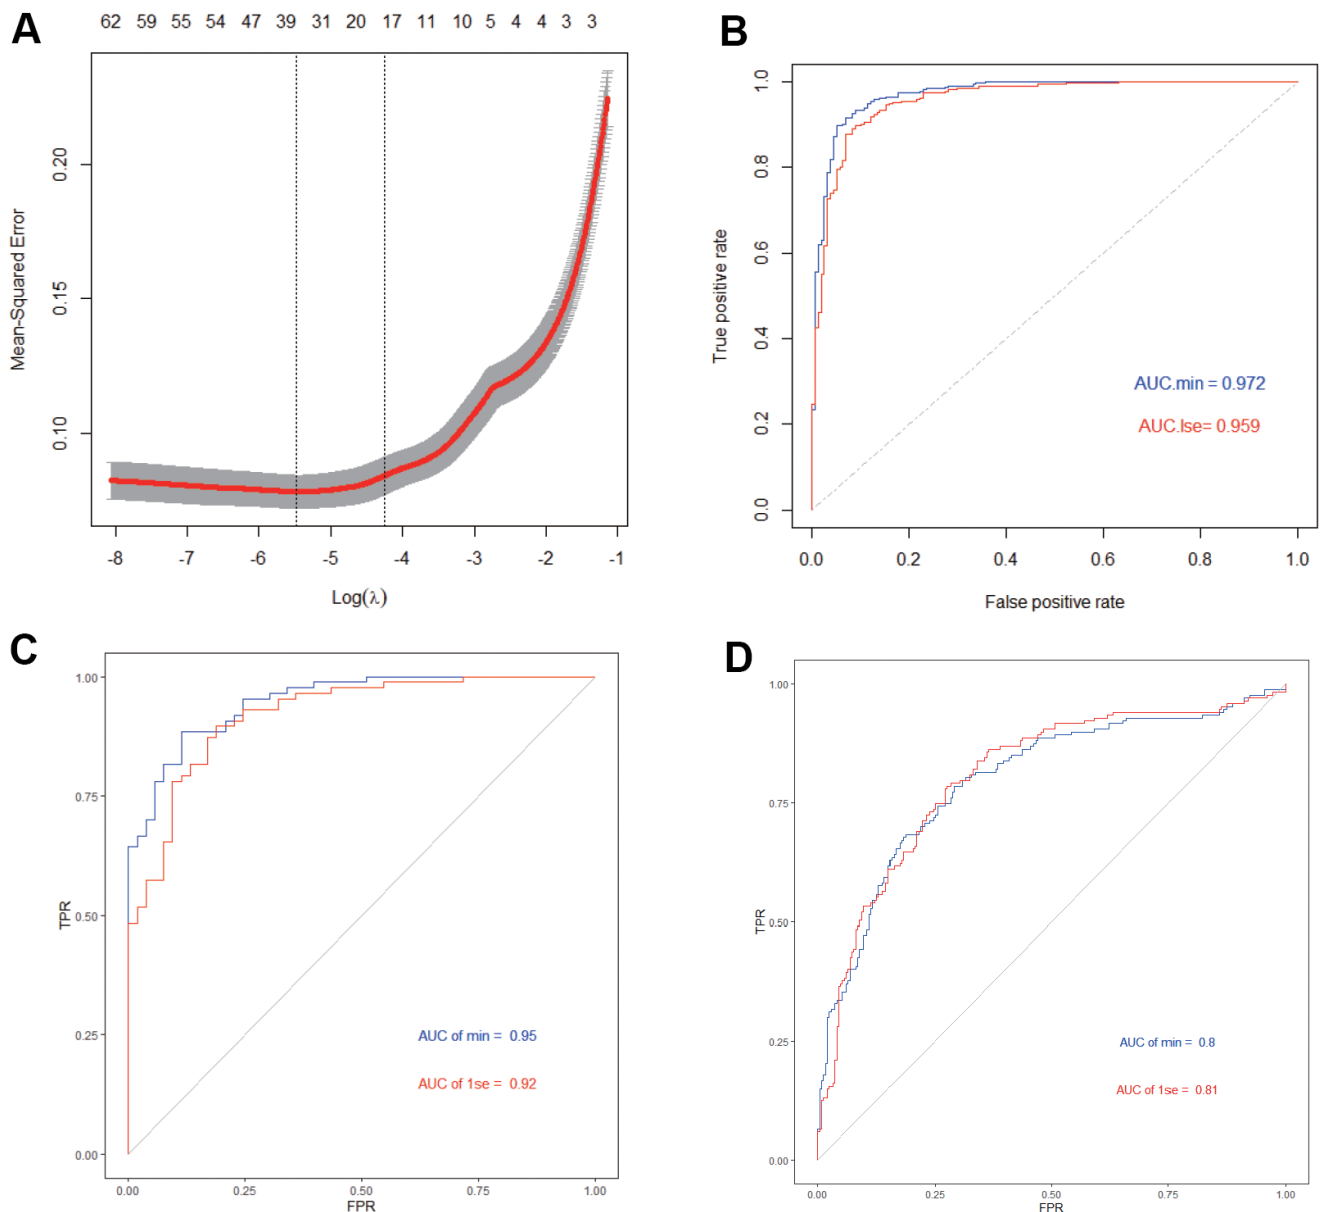 A
62 59 55 54 47 39 31 20 17 11 10 5 4 4 3 3
0.20
0.15
0.10
Mean-Squared Error
-8 -7 -6 -5 -4 -3 -2 -1
Log(λ)
B
1.0
0.8
0.6
0.4
0.2
0.0
True positive rate
AUC.min = 0.972
AUC.lse= 0.959
0.0 0.2 0.4 0.6 0.8 1.0
False positive rate
C
1.00
0.75
0.50
0.25
0.00
TPR
AUC of min = 0.95
AUC of 1se = 0.92
0.00 0.25 0.50 0.75 1.00
FPR
D
1.00
0.75
0.50
0.25
0.00
TPR
AUC of min = 0.8
AUC of 1se = 0.81
0.00 0.25 0.50 0.75 1.00
FPR